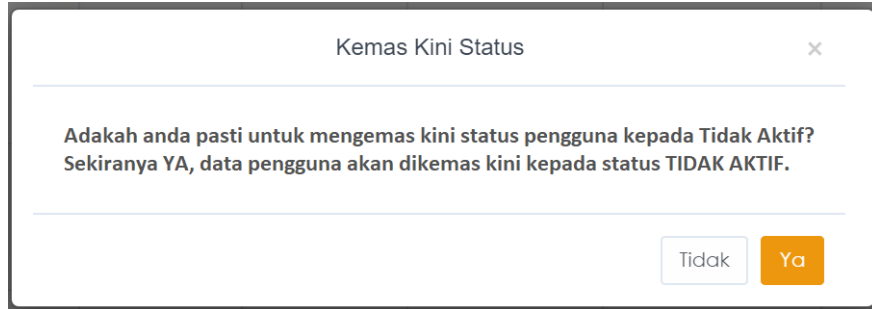 Kemas Kini Status
×
Adakah anda pasti untuk mengemas kini status pengguna kepada Tidak Aktif?
Sekiranya YA, data pengguna akan dikemas kini kepada status TIDAK AKTIF.
Tidak
Ya